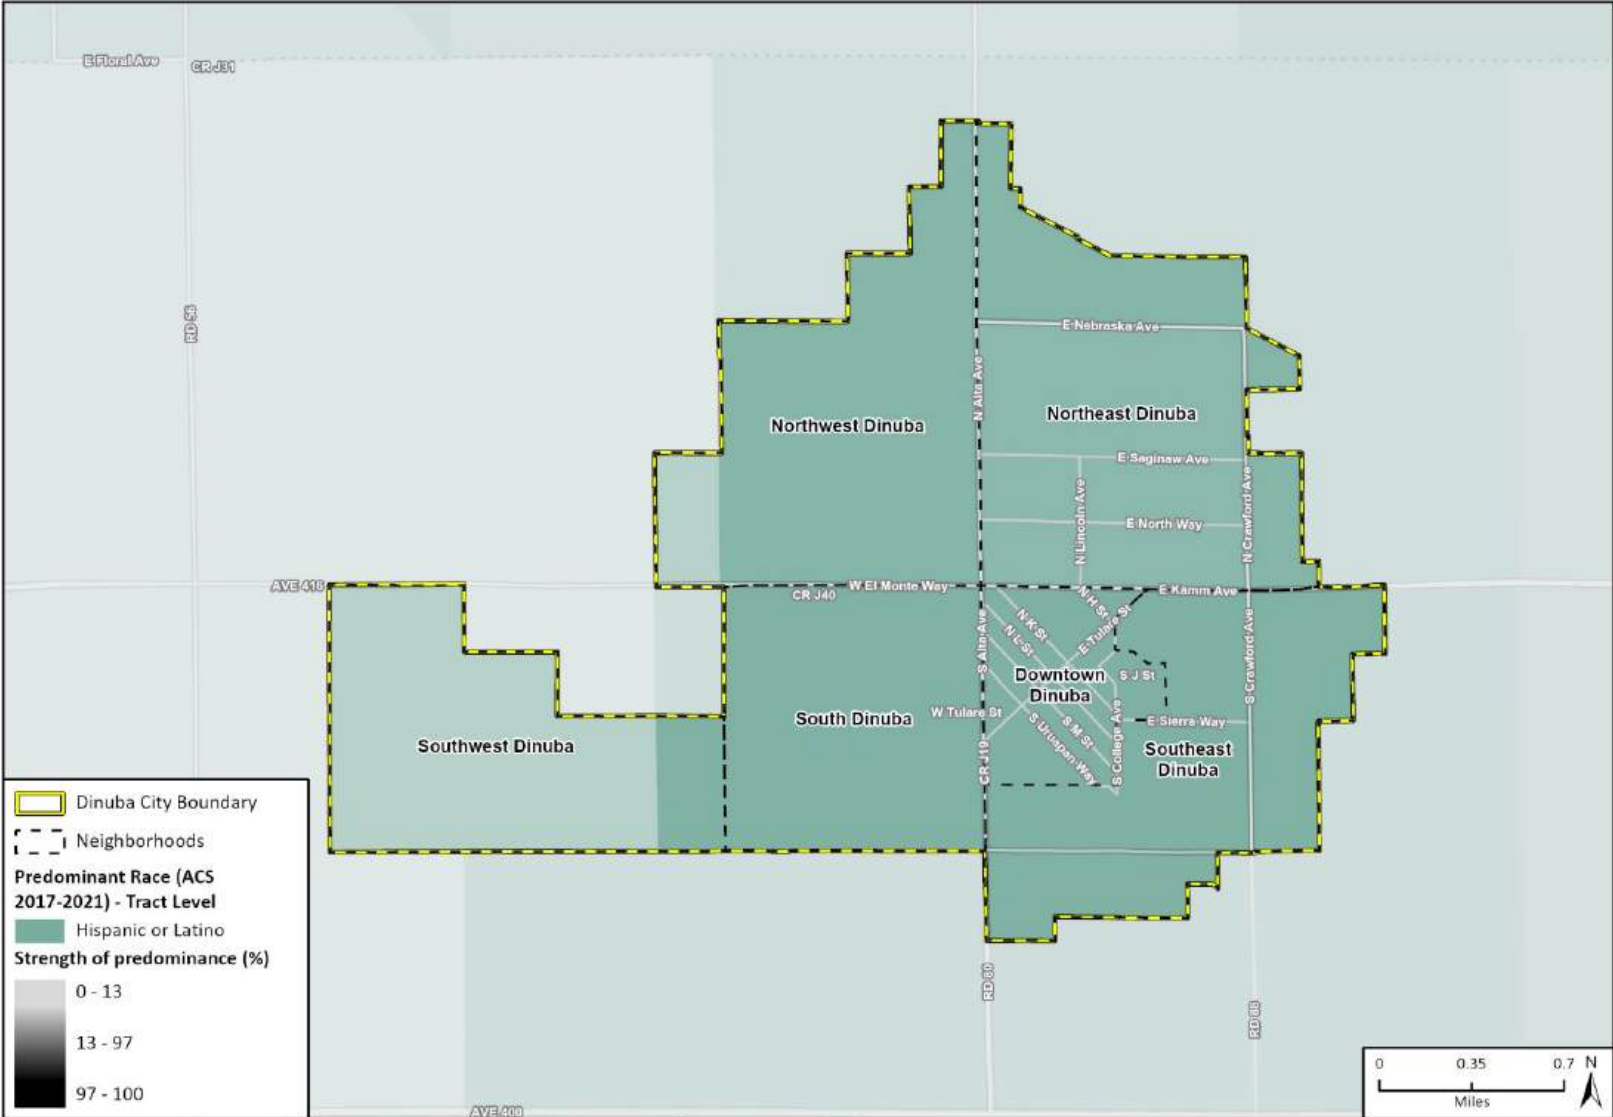 E Floral Ave
CR J31
RD 56
E Nebraska Ave
N Alta Ave
Northwest Dinuba
Northeast Dinuba
E Saginaw Ave
N Lincoln Ave
N Crawford Ave
E North Way
AVE 416
W El Monte Way
CR J40
E Kamm Ave
N H St
N K St
E Tulare St
N L St
S Alta Ave
S Crawford Ave
Downtown
Dinuba
S J St
W Tulare St
South Dinuba
S M St
S Uruapan Way
S College Ave
E Sierra Way
Southwest Dinuba
Southeast
Dinuba
CR J19
RD 80
RD 88
AVE 400
Dinuba City Boundary
Neighborhoods
Predominant Race (ACS
2017-2021) - Tract Level
Hispanic or Latino
Strength of predominance (%)
0 - 13
13 - 97
97 - 100
0 0.35 0.7 N
Miles